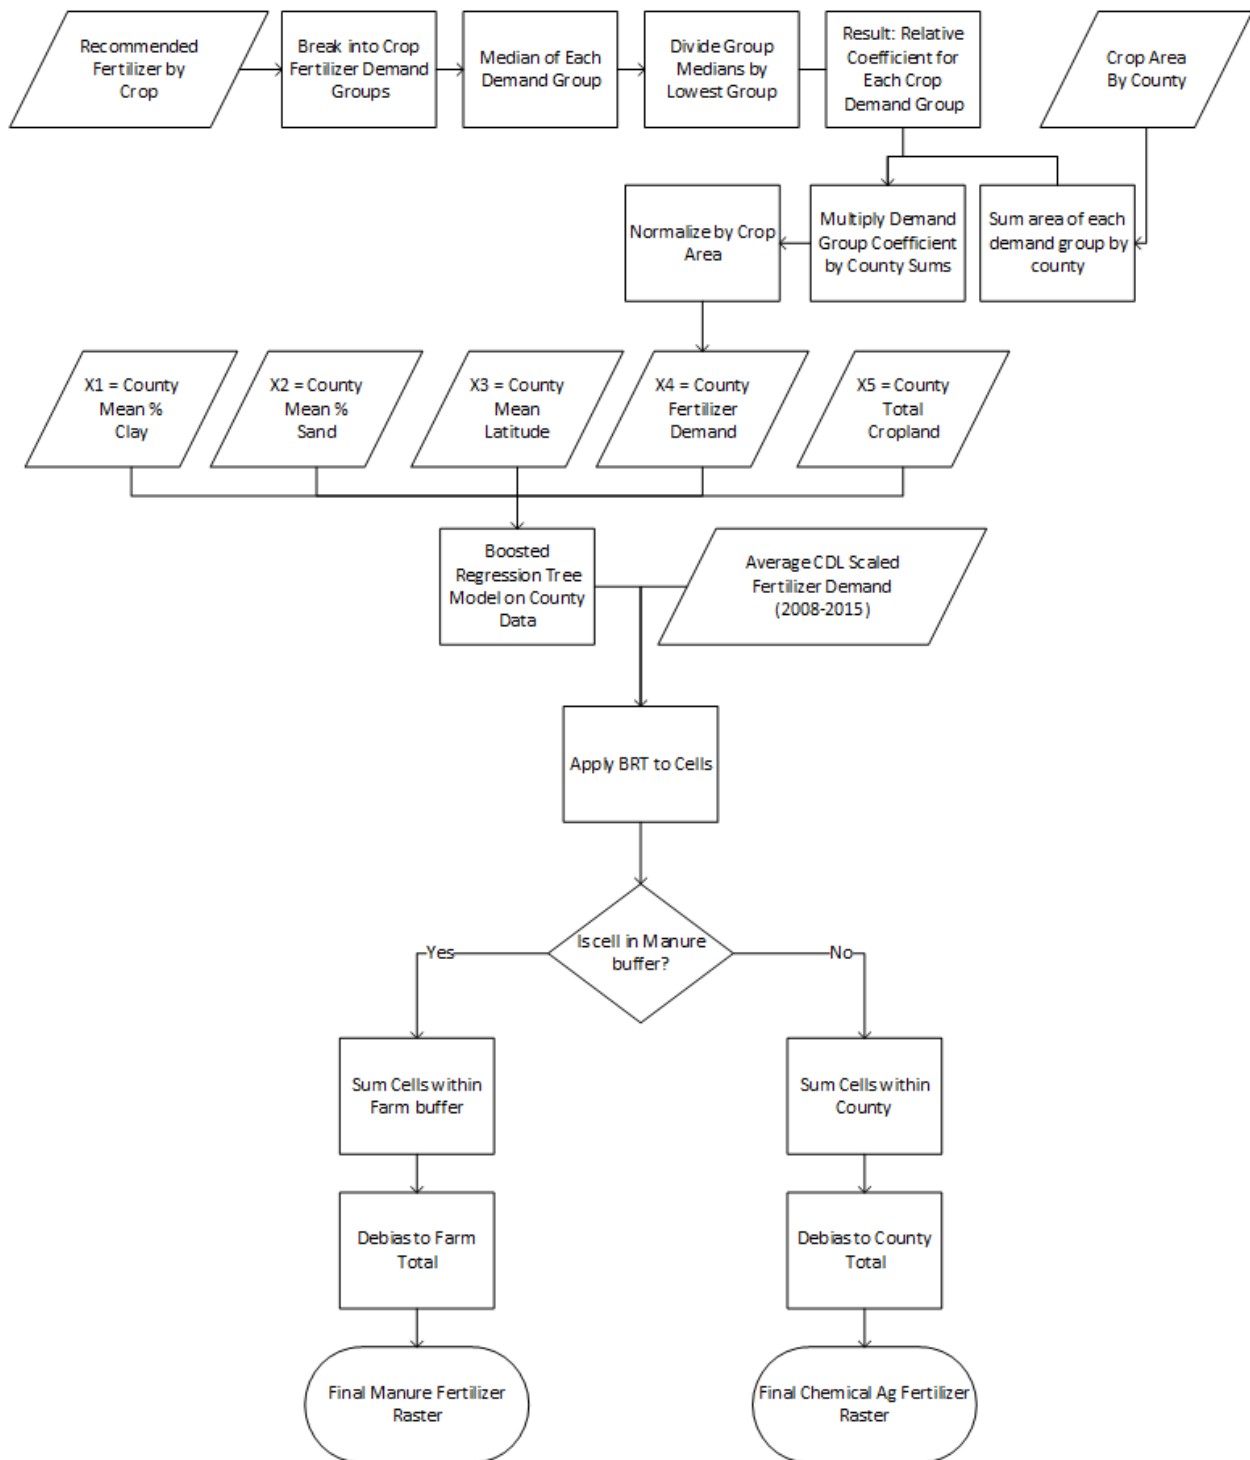 Recommended
Fertilizer by
Crop
Break into Crop
Fertilizer Demand
Groups
Median of Each
Demand Group
Divide Group
Medians by
Lowest Group
Result: Relative
Coefficient for
Each Crop
Demand Group
Crop Area
By County
Normalize by Crop
Area
Multiply Demand
Group Coefficient
by County Sums
Sum area of each
demand group by
county
X1 = County
Mean %
Clay
X2 = County
Mean %
Sand
X3 = County
Mean
Latitude
X4 = County
Fertilizer
Demand
X5 = County
Total
Cropland
Boosted
Regression Tree
Model on County
Data
Average CDL Scaled
Fertilizer Demand
(2008-2015)
Apply BRT to Cells
Is cell in Manure
buffer?
Yes
No
Sum Cells within
Farm buffer
Sum Cells within
County
Debias to Farm
Total
Debias to County
Total
Final Manure Fertilizer
Raster
Final Chemical Ag Fertilizer
Raster